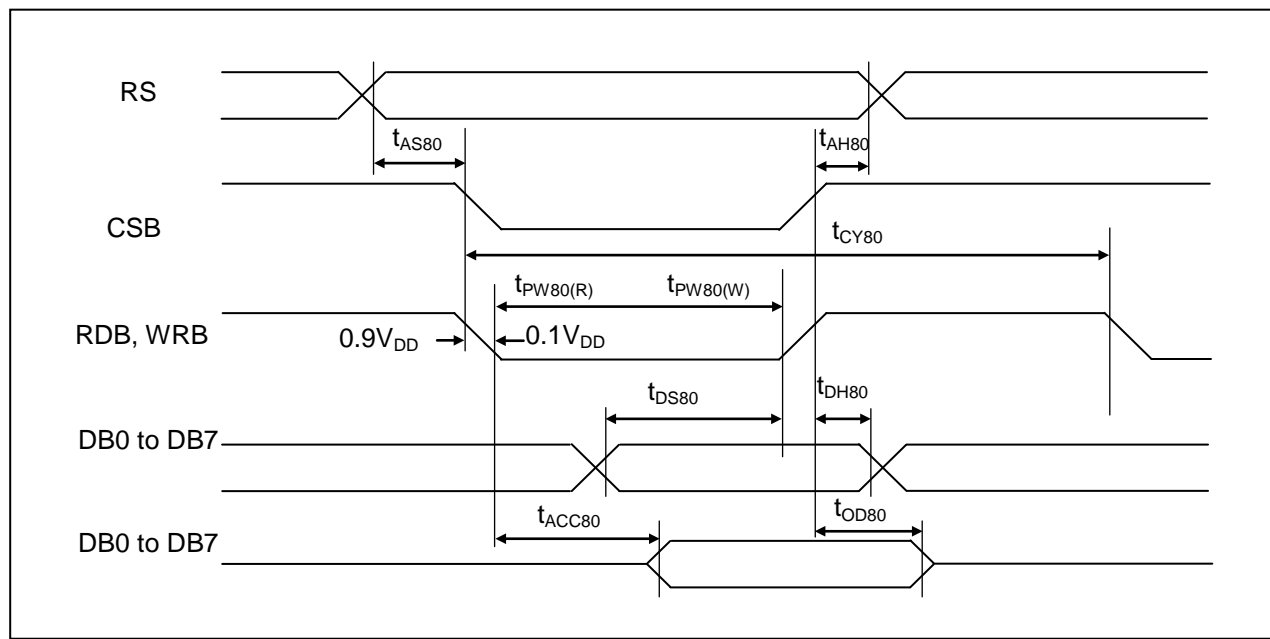 RS
tAS80
tAH80
CSB
tCY80
tPW80(R) tPW80(W)
RDB, WRB
0.9VDD
0.1VDD
tDS80
tDH80
DB0 to DB7
tACC80
tOD80
DB0 to DB7